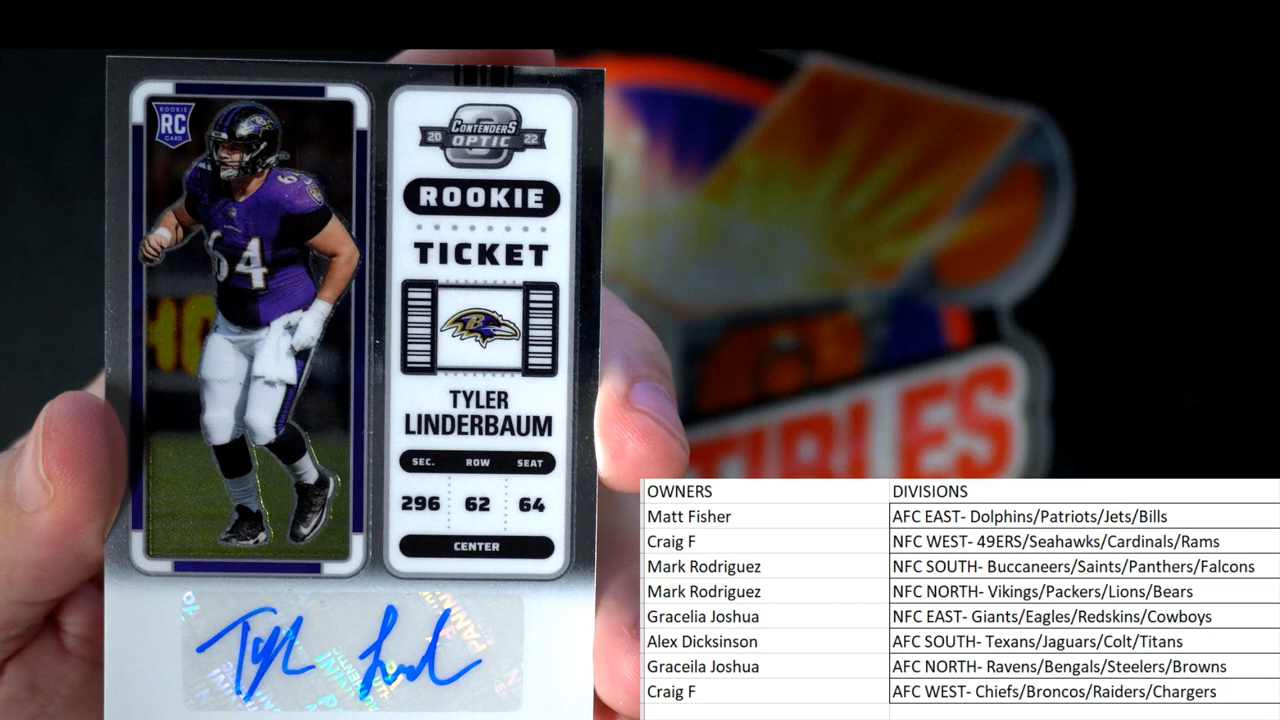 ROOKIE
RC
CARD
64
CONTENDERS
20 OPTIC 22
ROOKIE
TICKET
B
TYLER
LINDERBAUM
SEC. ROW SEAT
296 62 64
CENTER
Tyler Lind
TIBLES
OWNERS DIVISIONS
Matt Fisher AFC EAST- Dolphins/Patriots/Jets/Bills
Craig F NFC WEST- 49ERS/Seahawks/Cardinals/Rams
Mark Rodriguez NFC SOUTH- Buccaneers/Saints/Panthers/Falcons
Mark Rodriguez NFC NORTH- Vikings/Packers/Lions/Bears
Gracelia Joshua NFC EAST- Giants/Eagles/Redskins/Cowboys
Alex Dicksinson AFC SOUTH- Texans/Jaguars/Colt/Titans
Graceila Joshua AFC NORTH- Ravens/Bengals/Steelers/Browns
Craig F AFC WEST- Chiefs/Broncos/Raiders/Chargers